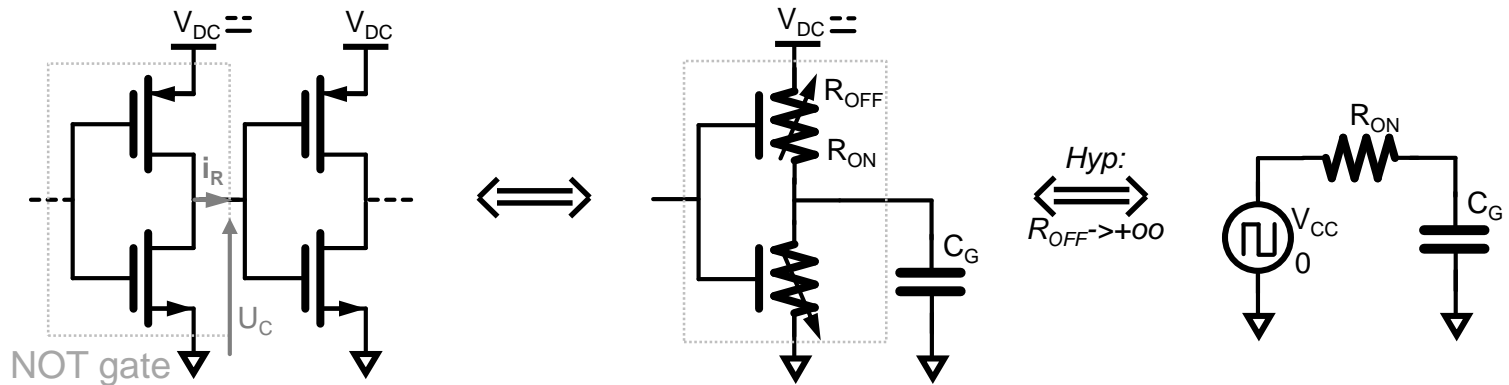 V_DC
V_DC
i_R
U_C
NOT gate
V_DC
R_OFF
R_ON
C_G
Hyp:
R_OFF->+oo
R_ON
V_CC
0
C_G